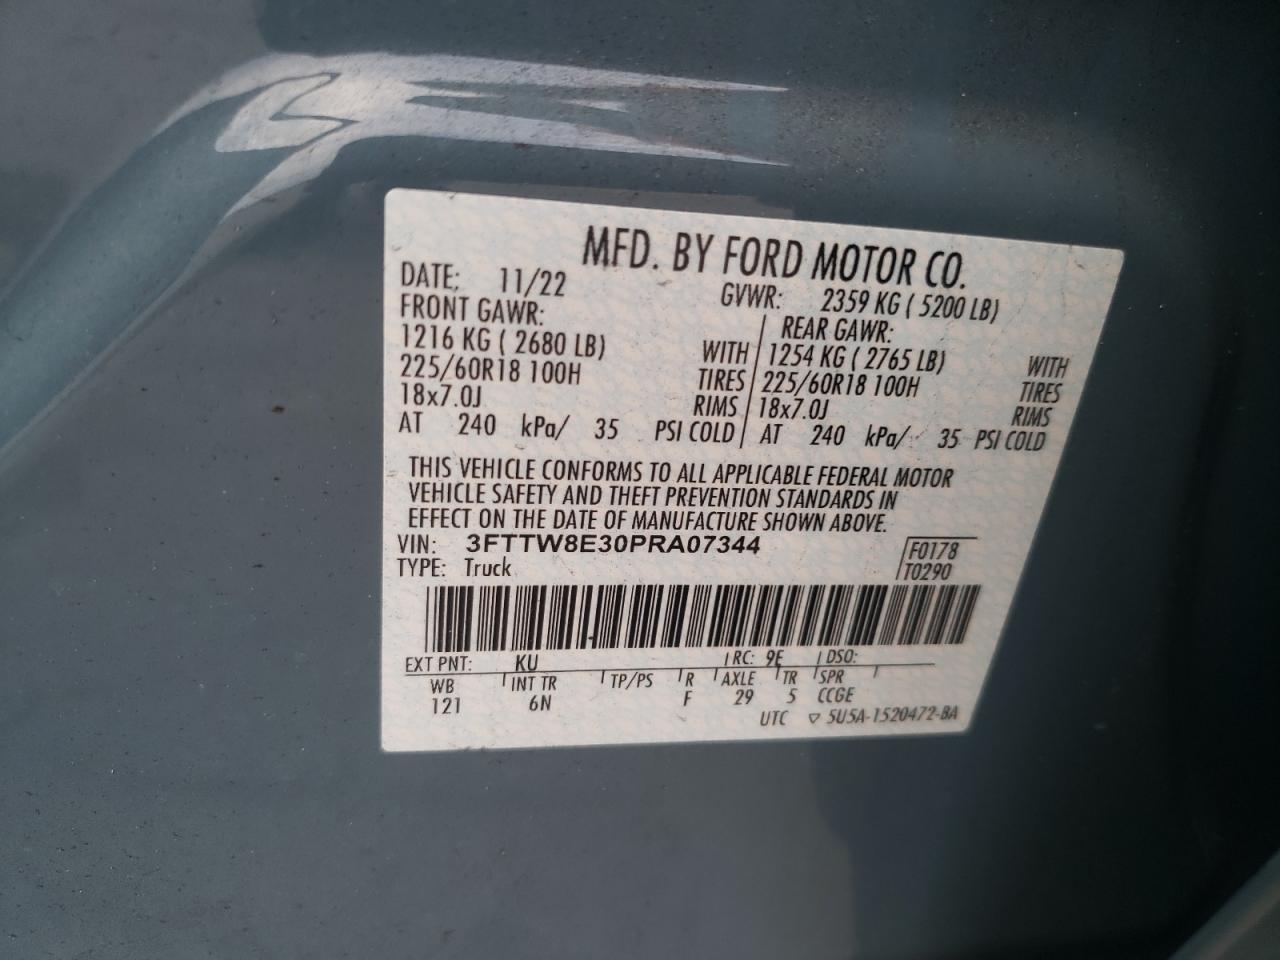 MFD. BY FORD MOTOR CO.
DATE: 11/22 GVWR: 2359 KG ( 5200 LB)
FRONT GAWR: REAR GAWR:
1216 KG ( 2680 LB) WITH 1254 KG ( 2765 LB) WITH
225/60R18 100H TIRES 225/60R18 100H TIRES
18x7.0J RIMS 18x7.0J RIMS
AT 240 kPa/ 35 PSI COLD AT 240 kPa/ 35 PSI COLD
THIS VEHICLE CONFORMS TO ALL APPLICABLE FEDERAL MOTOR
VEHICLE SAFETY AND THEFT PREVENTION STANDARDS IN
EFFECT ON THE DATE OF MANUFACTURE SHOWN ABOVE.
VIN: 3FTTW8E30PRA07344 F0178
TYPE: Truck T0290
EXT PNT: KU RC: 9E DSO:
WB INT TR TP/PS R AXLE TR SPR
121 6N F 29 5 CCGE
UTC ▽ 5U5A-1520472-BA